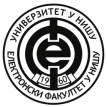 УНИВЕРЗИТЕТ У НИШУ
1960
ЕЛЕКТРОНСКИ ФАКУЛТЕТ У НИШУ